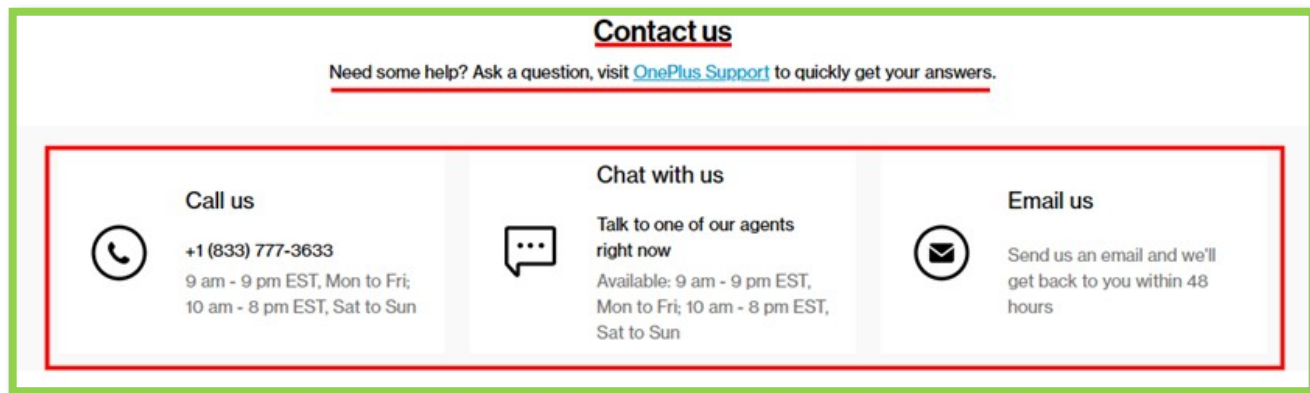 Contact us
Need some help? Ask a question, visit OnePlus Support to quickly get your answers.
Call us
+1 (833) 777-3633
9 am - 9 pm EST, Mon to Fri;
10 am - 8 pm EST, Sat to Sun
Chat with us
Talk to one of our agents
right now
Available: 9 am - 9 pm EST,
Mon to Fri; 10 am - 8 pm EST,
Sat to Sun
Email us
Send us an email and we'll
get back to you within 48
hours